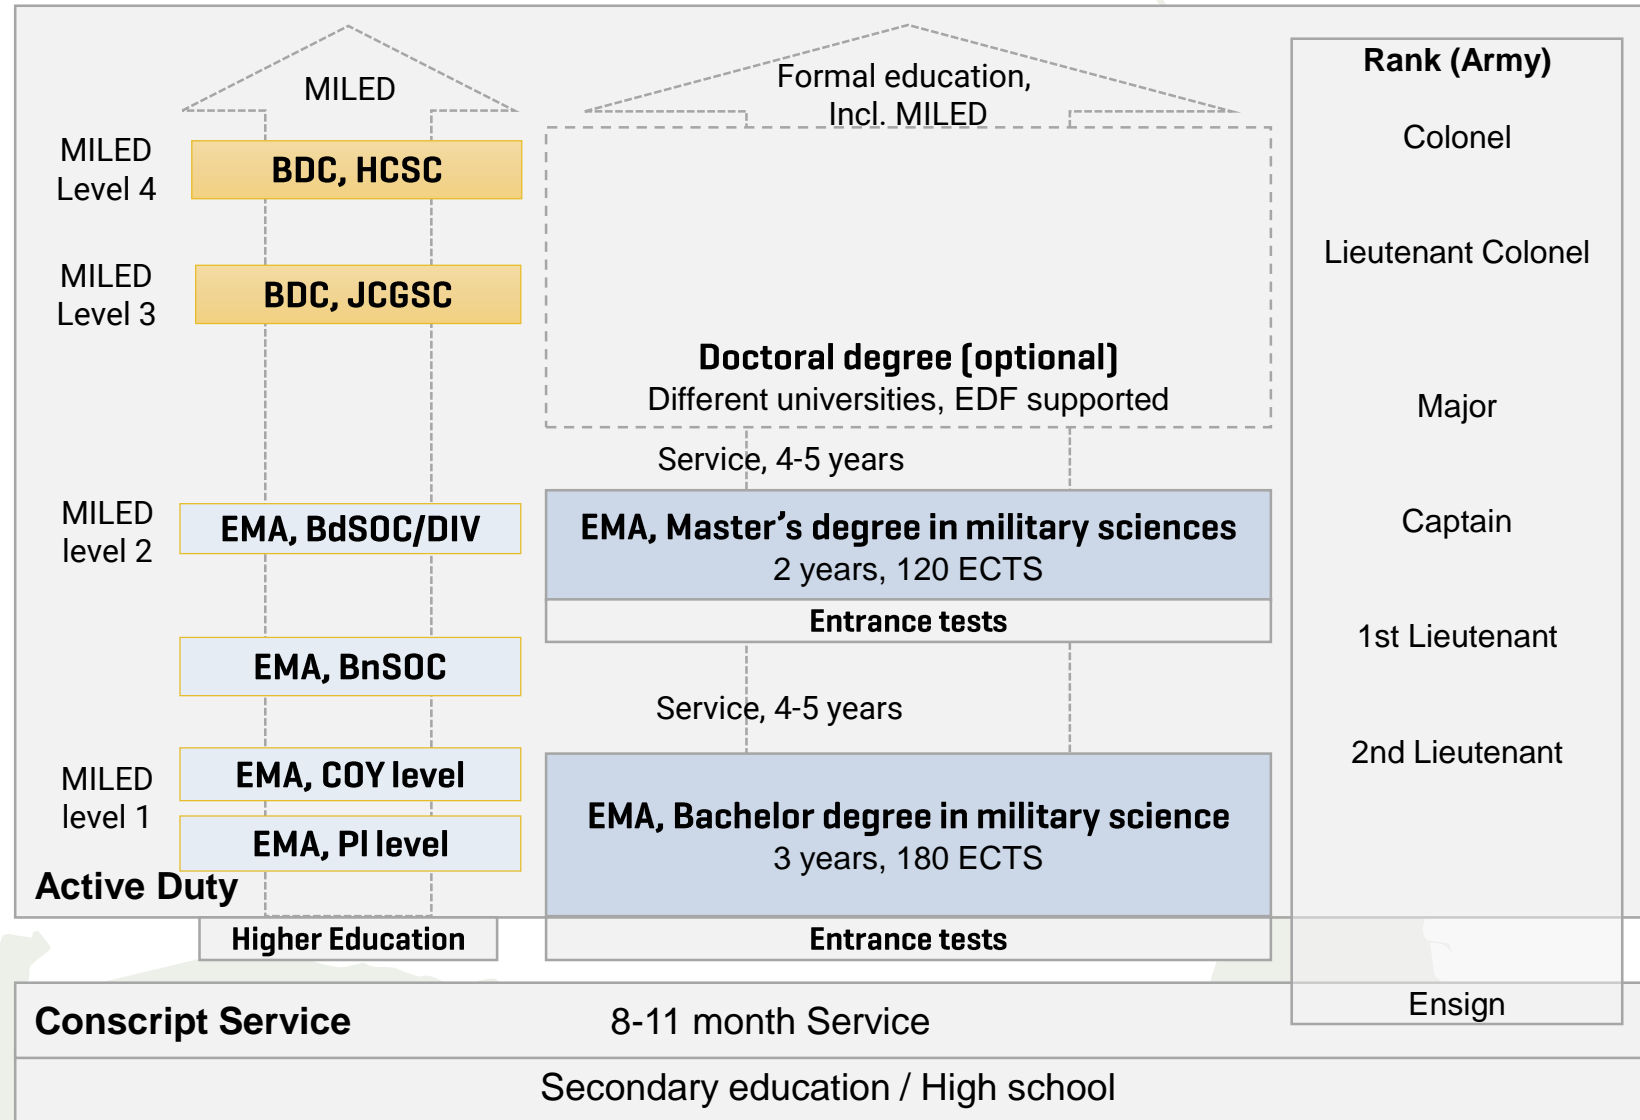 MILED
Formal education,
Incl. MILED
Rank (Army)
MILED
Level 4
BDC, HCSC
Colonel
MILED
Level 3
BDC, JCGSC
Lieutenant Colonel
Doctoral degree (optional)
Different universities, EDF supported
Major
Service, 4-5 years
MILED
level 2
EMA, BdSOC/DIV
EMA, Master's degree in military sciences
2 years, 120 ECTS
Captain
Entrance tests
EMA, BnSOC
1st Lieutenant
Service, 4-5 years
2nd Lieutenant
MILED
level 1
EMA, COY level
EMA, Pl level
EMA, Bachelor degree in military science
3 years, 180 ECTS
Active Duty
Higher Education
Entrance tests
Ensign
Conscript Service
8-11 month Service
Secondary education / High school